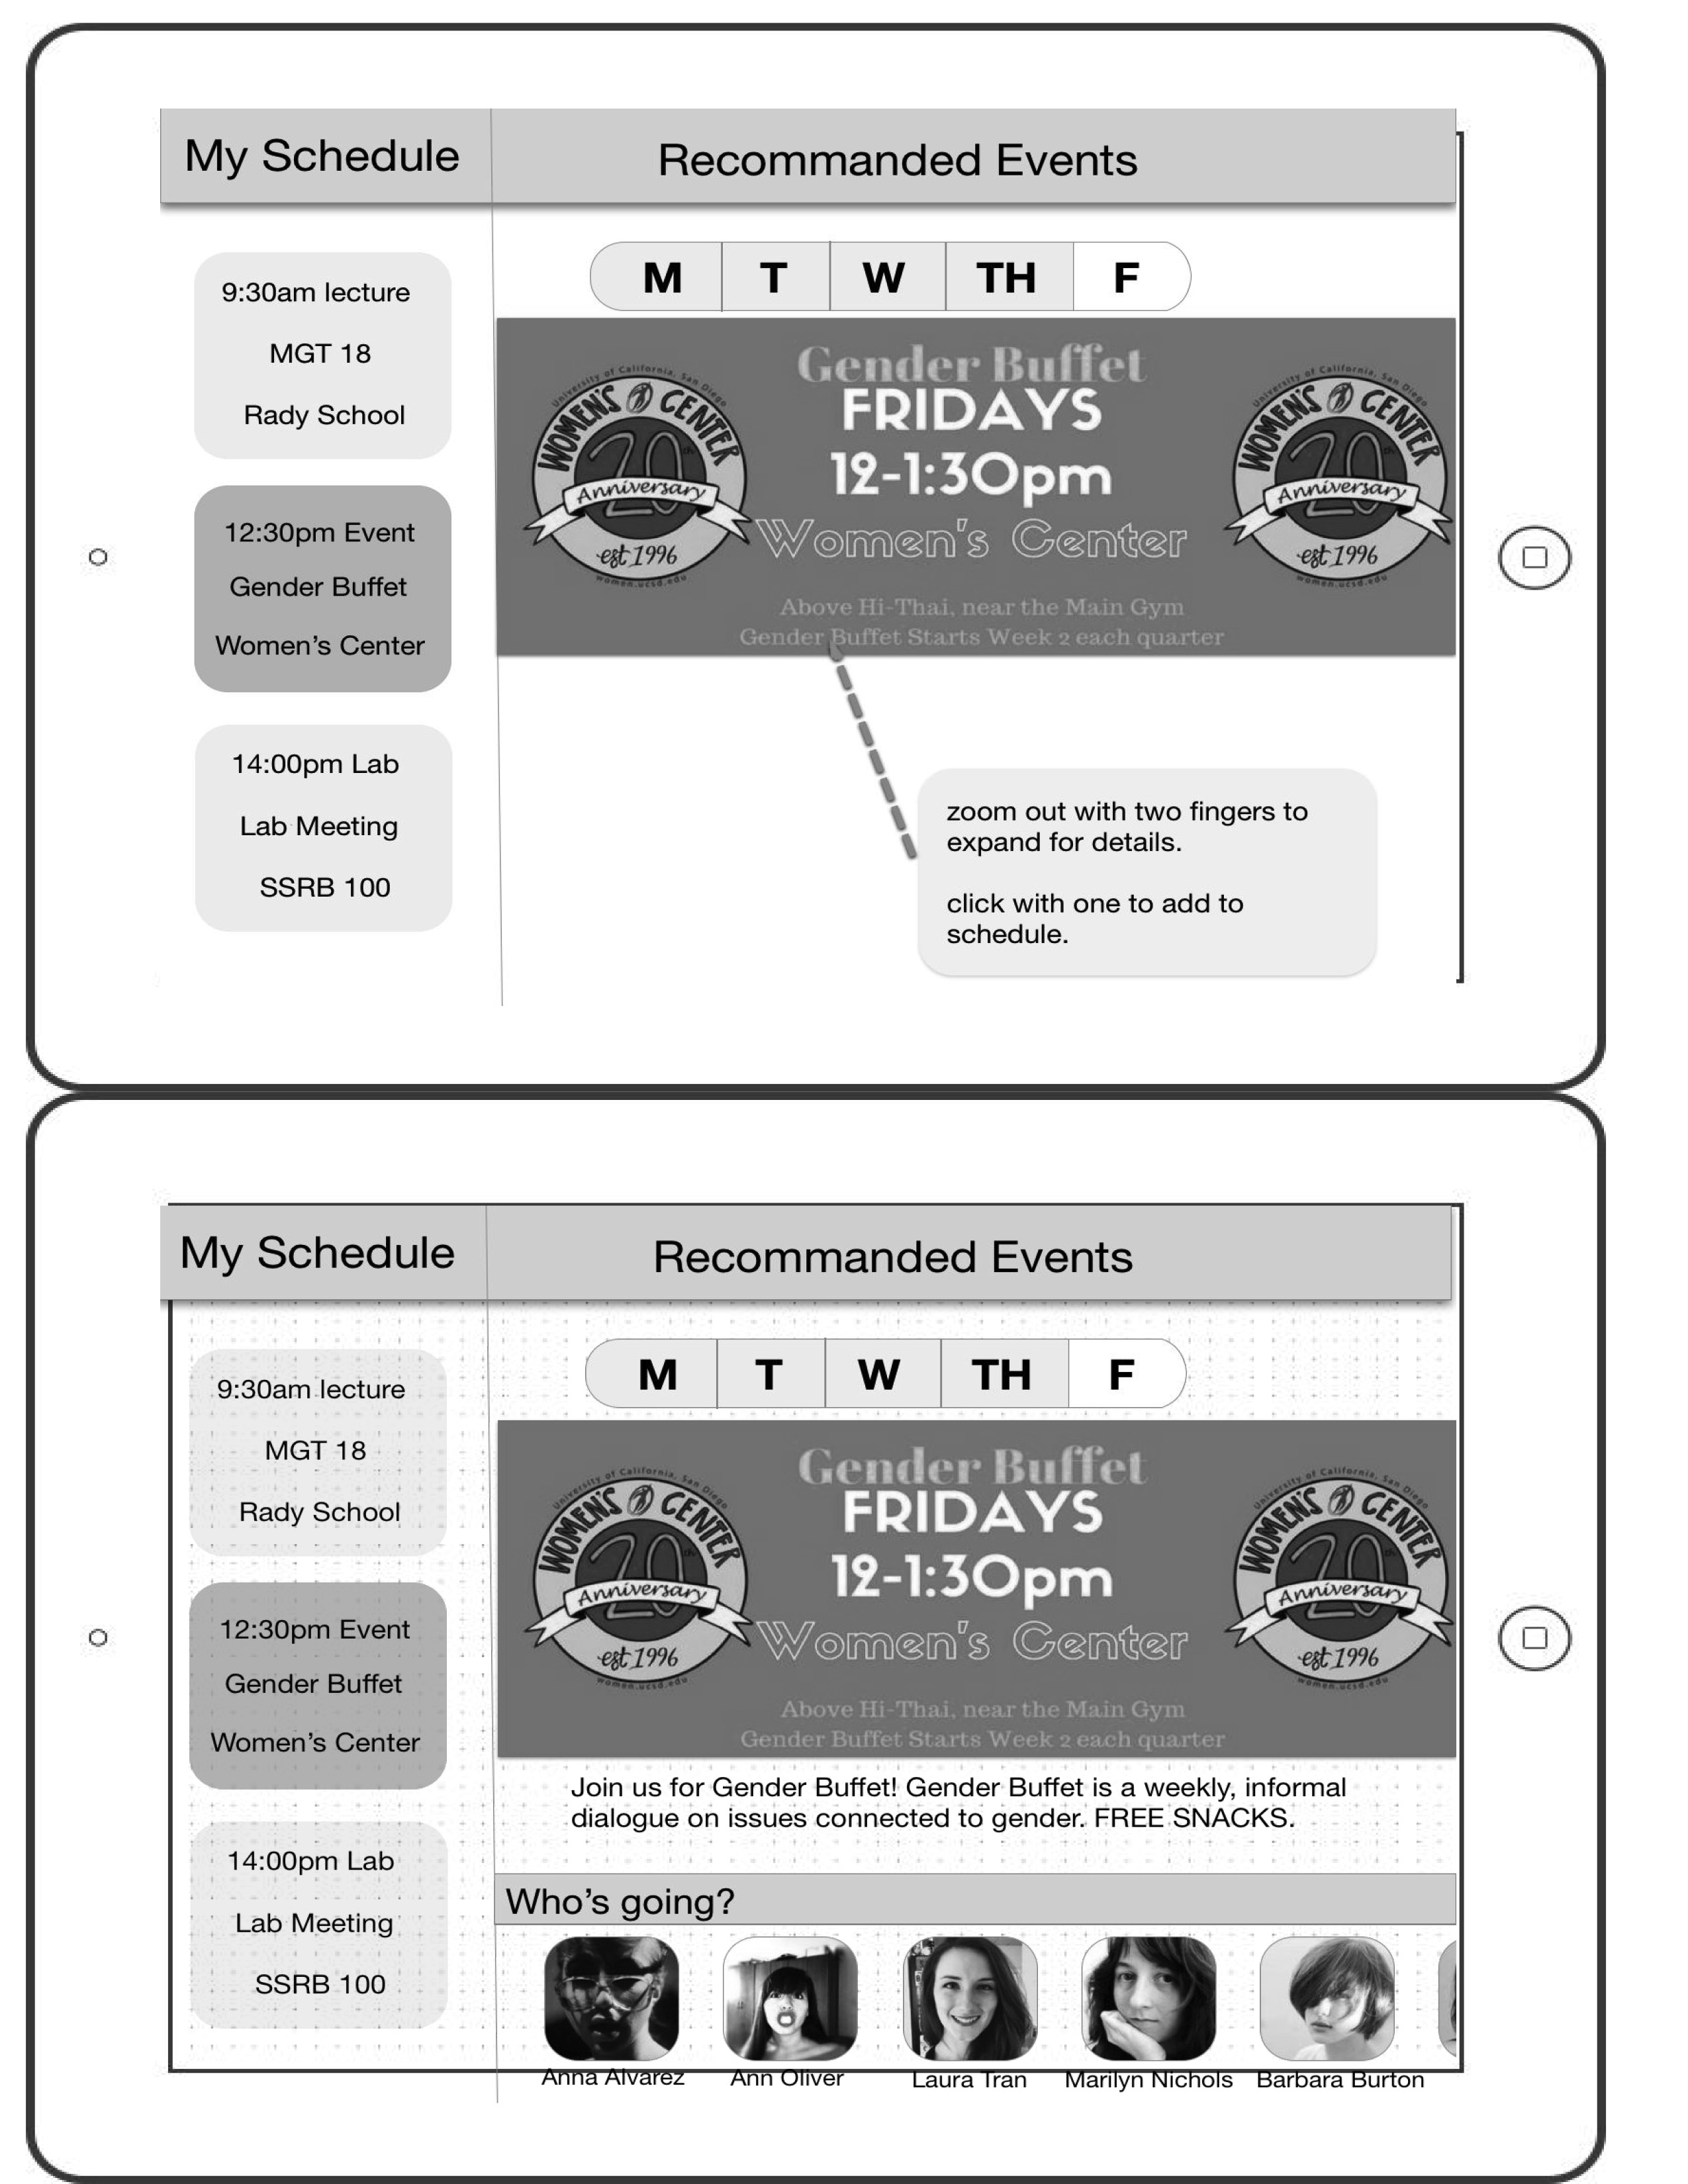 My Schedule
Recommanded Events
9:30am lecture
MGT 18
Rady School
12:30pm Event
Gender Buffet
Women's Center
14:00pm Lab
Lab Meeting
SSRB 100
M T W TH F
Gender Buffet
FRIDAYS
12-1:30pm
Women's Center
Above Hi-Thai, near the Main Gym
Gender Buffet Starts Week 2 each quarter
University of California, San Diego
WOMEN'S CENTER
20th
Anniversary
est 1996
women.ucsd.edu
University of California, San Diego
WOMEN'S CENTER
20th
Anniversary
est 1996
women.ucsd.edu
zoom out with two fingers to
expand for details.
click with one to add to
schedule.
My Schedule
Recommanded Events
9:30am lecture
MGT 18
Rady School
12:30pm Event
Gender Buffet
Women's Center
14:00pm Lab
Lab Meeting
SSRB 100
M T W TH F
Gender Buffet
FRIDAYS
12-1:30pm
Women's Center
Above Hi-Thai, near the Main Gym
Gender Buffet Starts Week 2 each quarter
University of California, San Diego
WOMEN'S CENTER
20th
Anniversary
est 1996
women.ucsd.edu
University of California, San Diego
WOMEN'S CENTER
20th
Anniversary
est 1996
women.ucsd.edu
Join us for Gender Buffet! Gender Buffet is a weekly, informal
dialogue on issues connected to gender. FREE SNACKS.
Who's going?
Anna Alvarez
Ann Oliver
Laura Tran
Marilyn Nichols
Barbara Burton